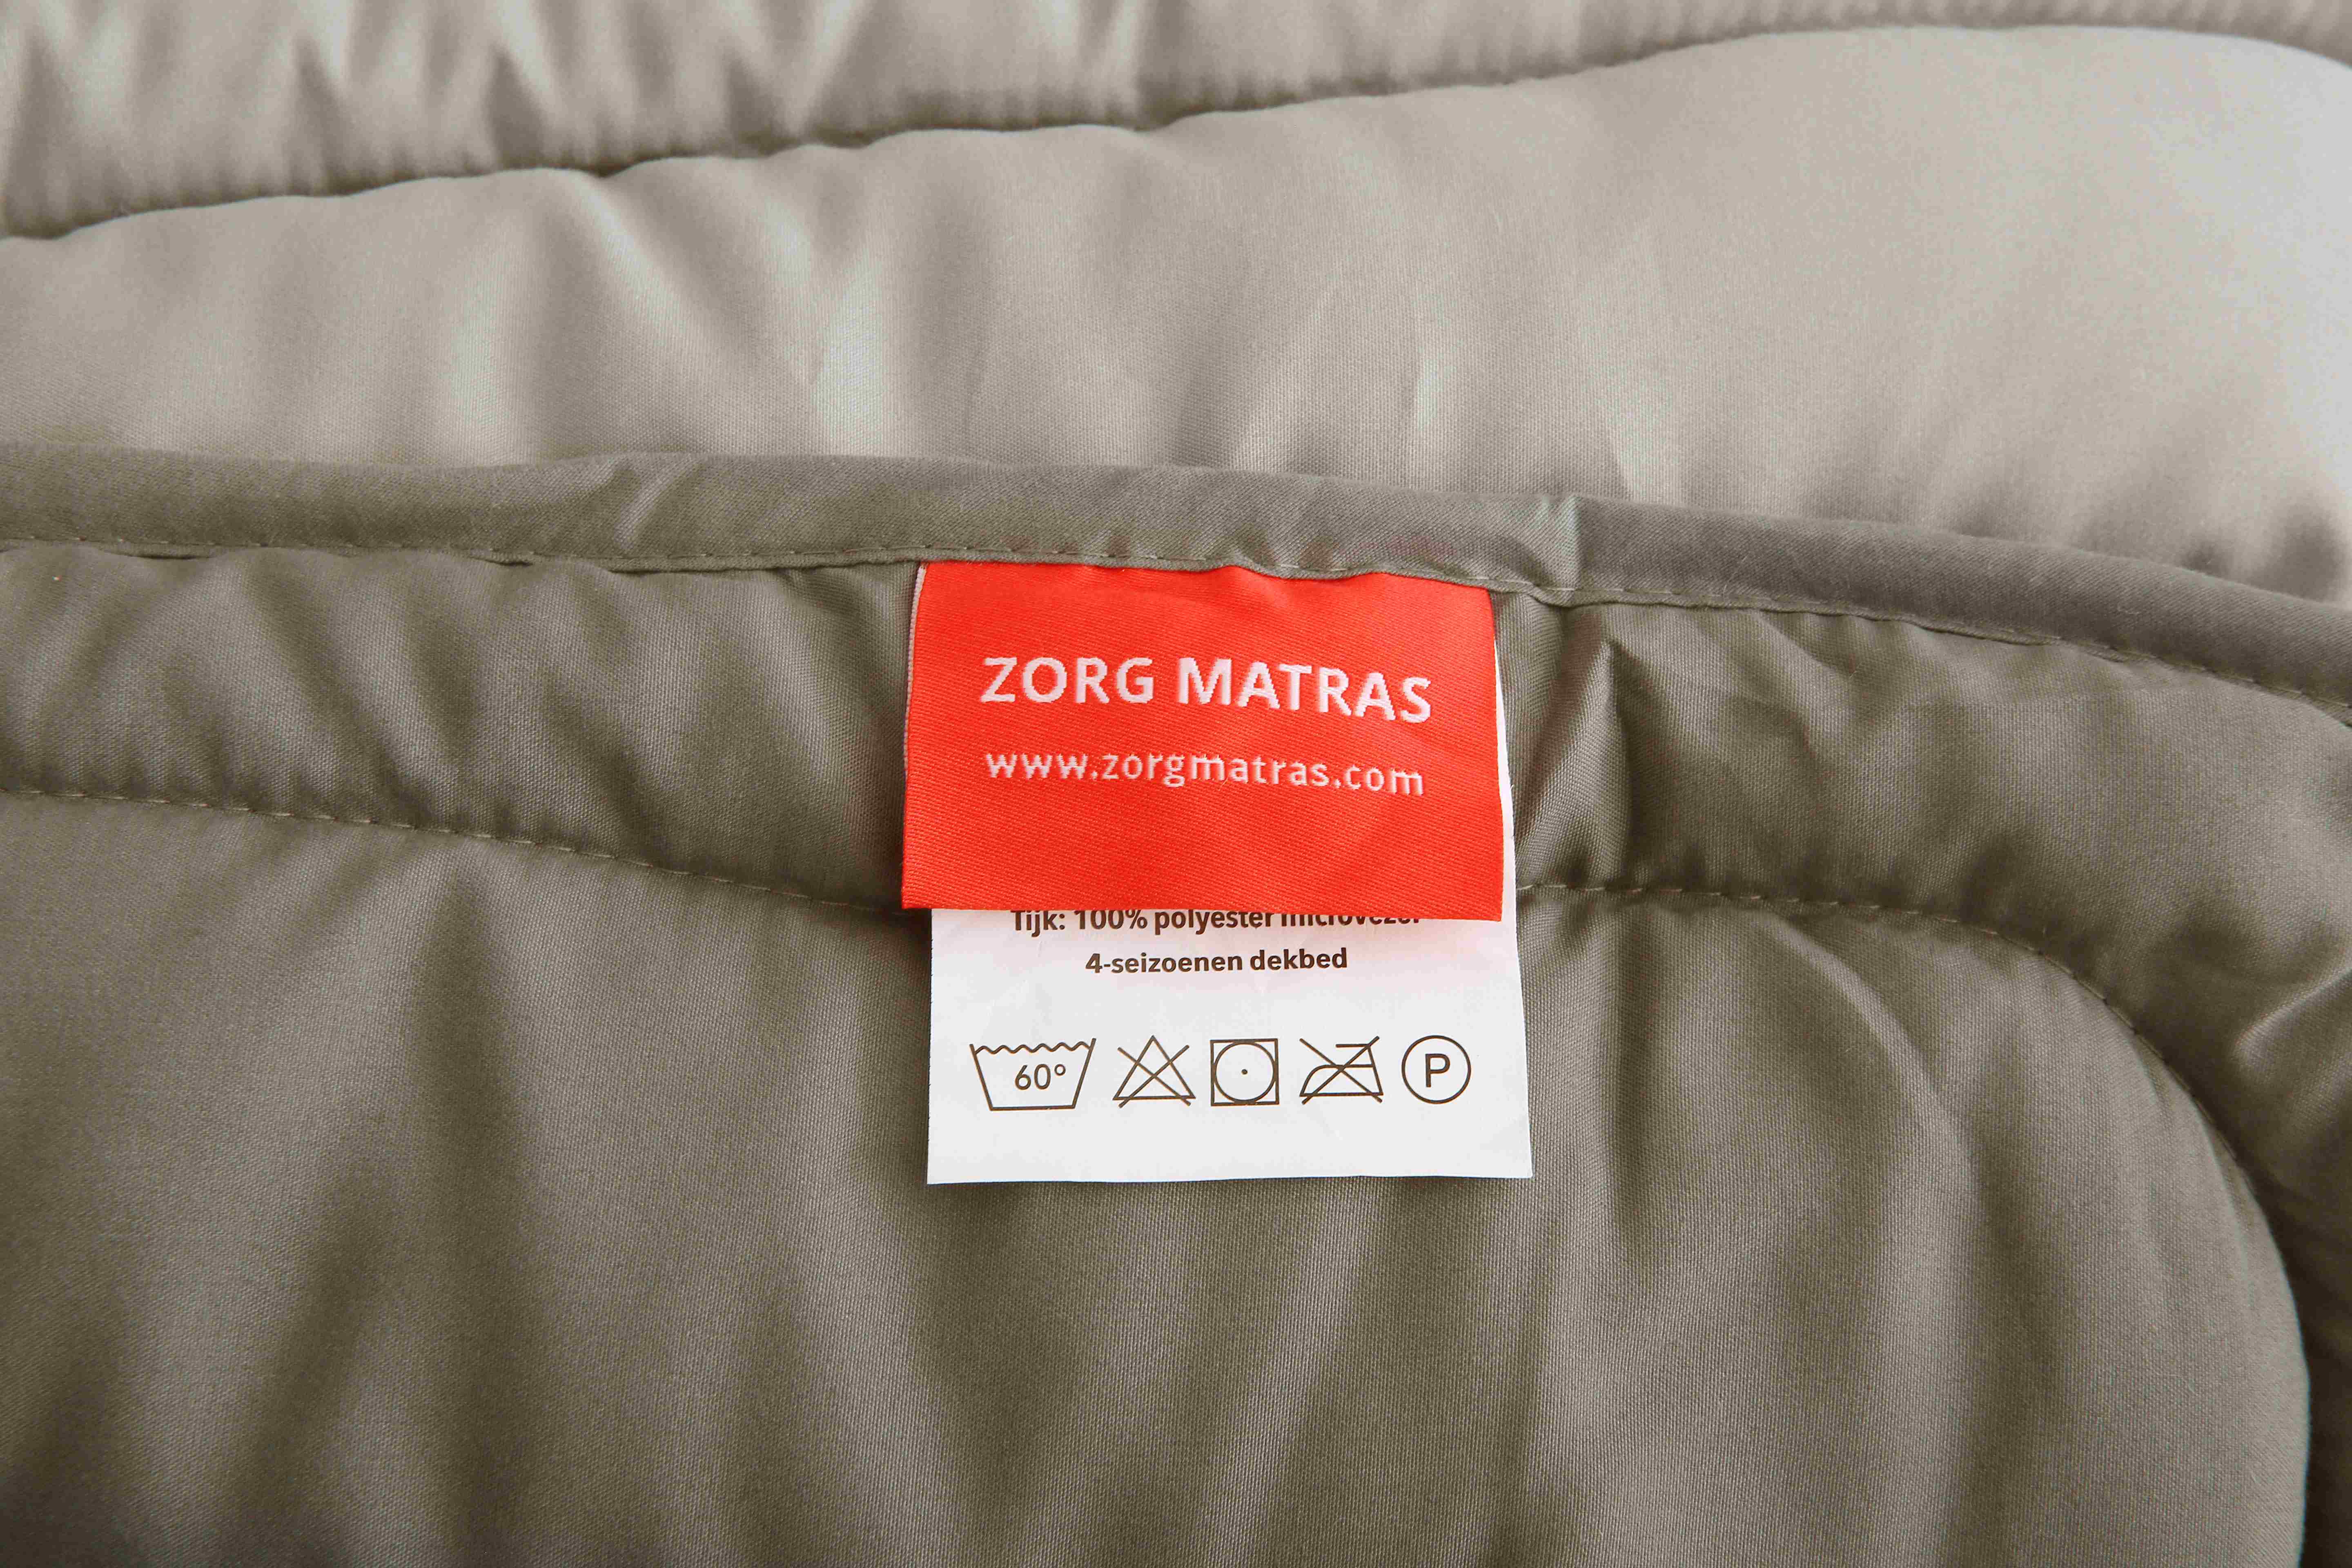 ZORG MATRAS
www.zorgmatras.com
Tijk: 100% polyester
4-seizoenen dekbed
60° P